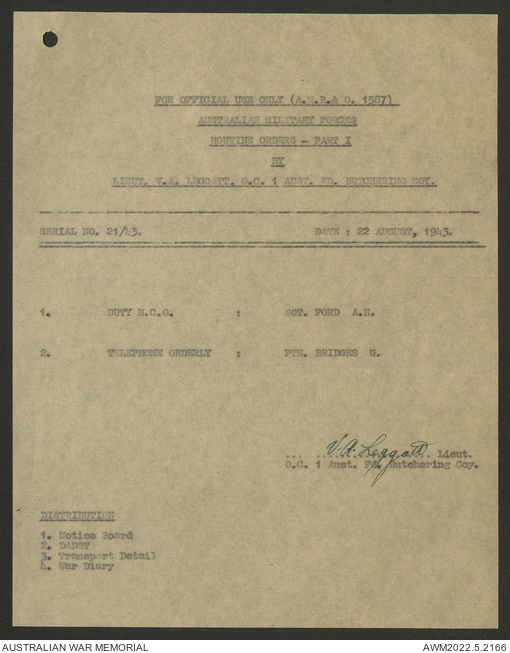 FOR OFFICIAL USE ONLY (A.M.R.& O. 1587)
AUSTRALIAN MILITARY FORCES
ROUTINE ORDERS - PART I
BY
LIEUT. V.A. LEGGATT, O.C. 1 AUST. FD. BUTCHERING COY.
SERIAL NO. 21/43. DATE : 22 AUGUST, 1943.
1. DUTY N.C.O. : SGT. FORD A.N.
2. TELEPHONE ORDERLY : PTE. BRIDGES G.
V.A. Leggatt Lieut.
O.C. 1 Aust. Fd. Butchering Coy.
DISTRIBUTION
1. Notice Board
2. DADST
3. Transport Detail
4. War Diary
AUSTRALIAN WAR MEMORIAL AWM2022.5.2166